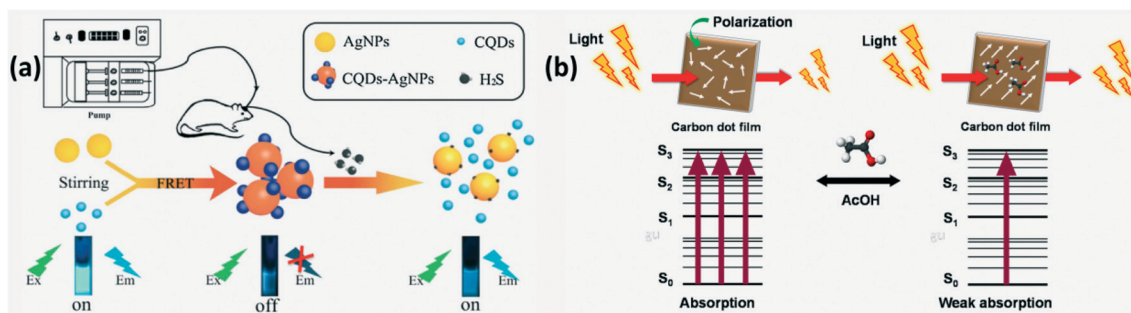 (a)
Pump
AgNPs
CQDs
CQDs-AgNPs
H₂S
Stirring
FRET
Ex
Em
on
Ex
Em
off
Ex
Em
on
(b)
Light
Polarization
Carbon dot film
Light
Carbon dot film
S₃
S₂
S₁
S₀
Absorption
AcOH
S₃
S₂
S₁
S₀
Weak absorption